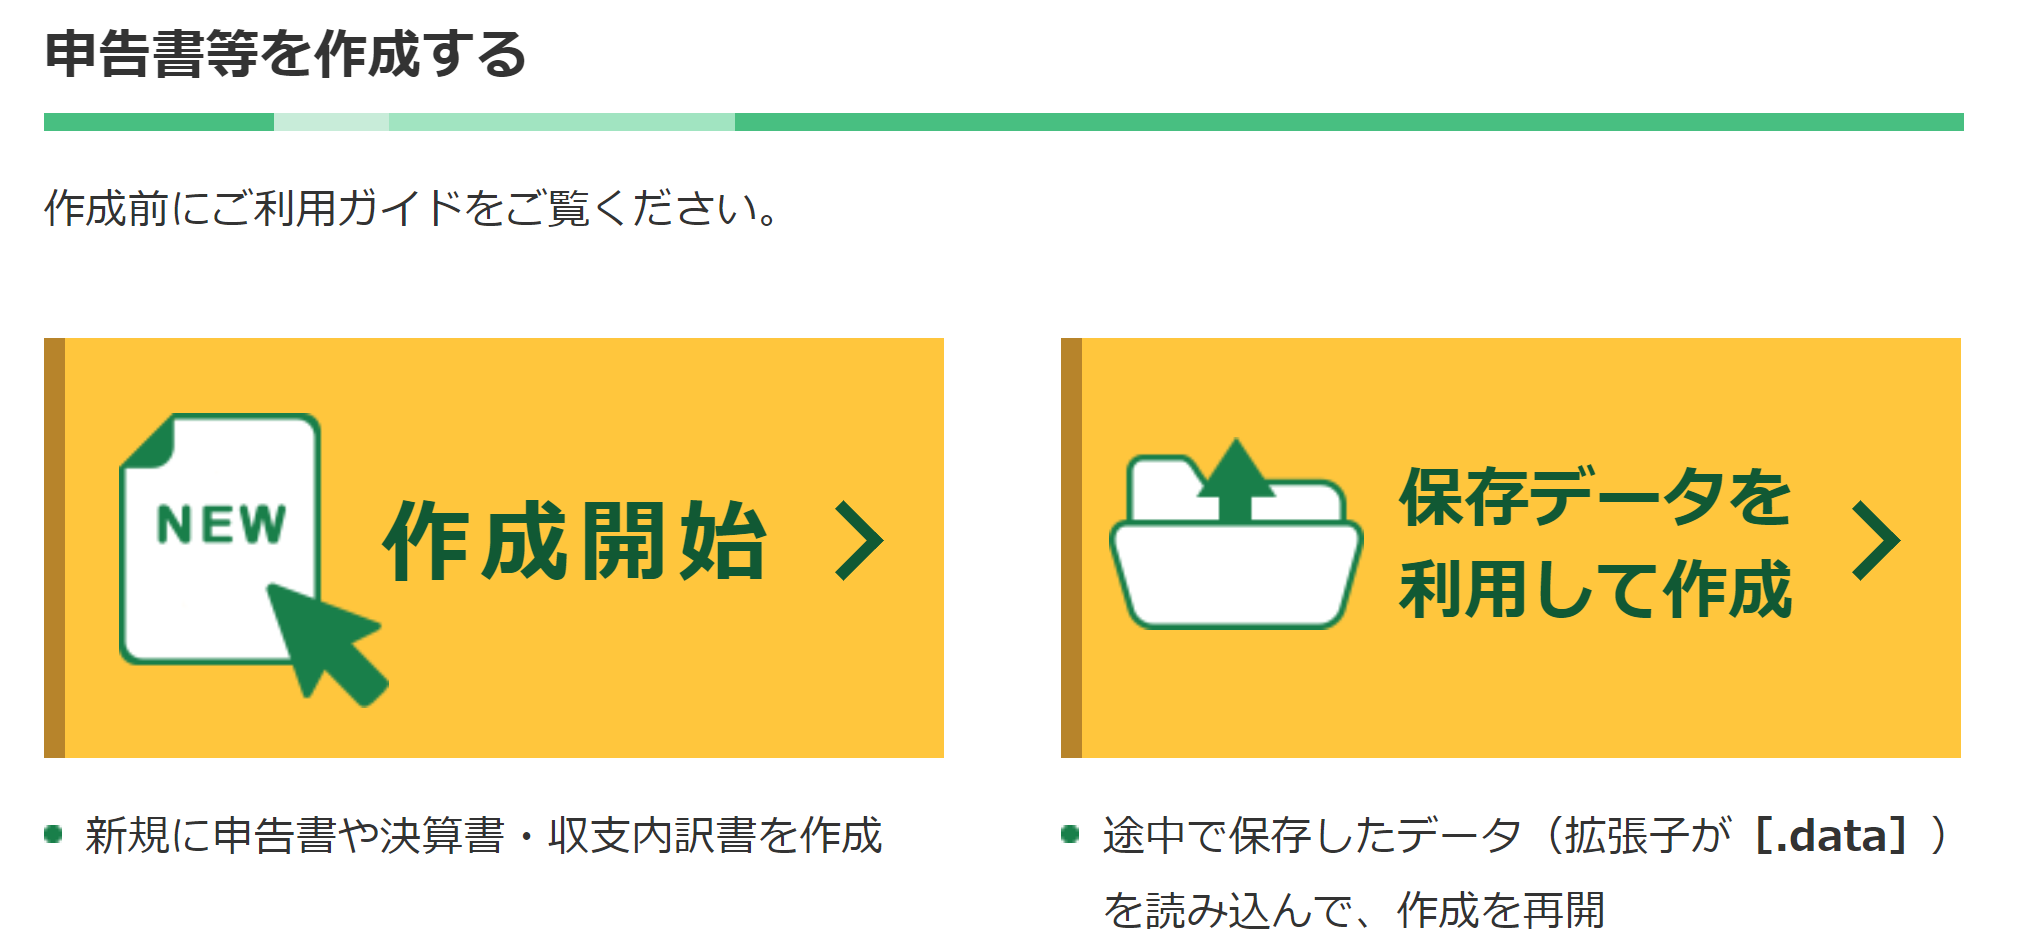 申告書等を作成する
作成前にご利用ガイドをご覧ください。
NEW
作成開始
保存データを
利用して作成
新規に申告書や決算書・収支内訳書を作成
途中で保存したデータ（拡張子が［.data］）
を読み込んで、作成を再開